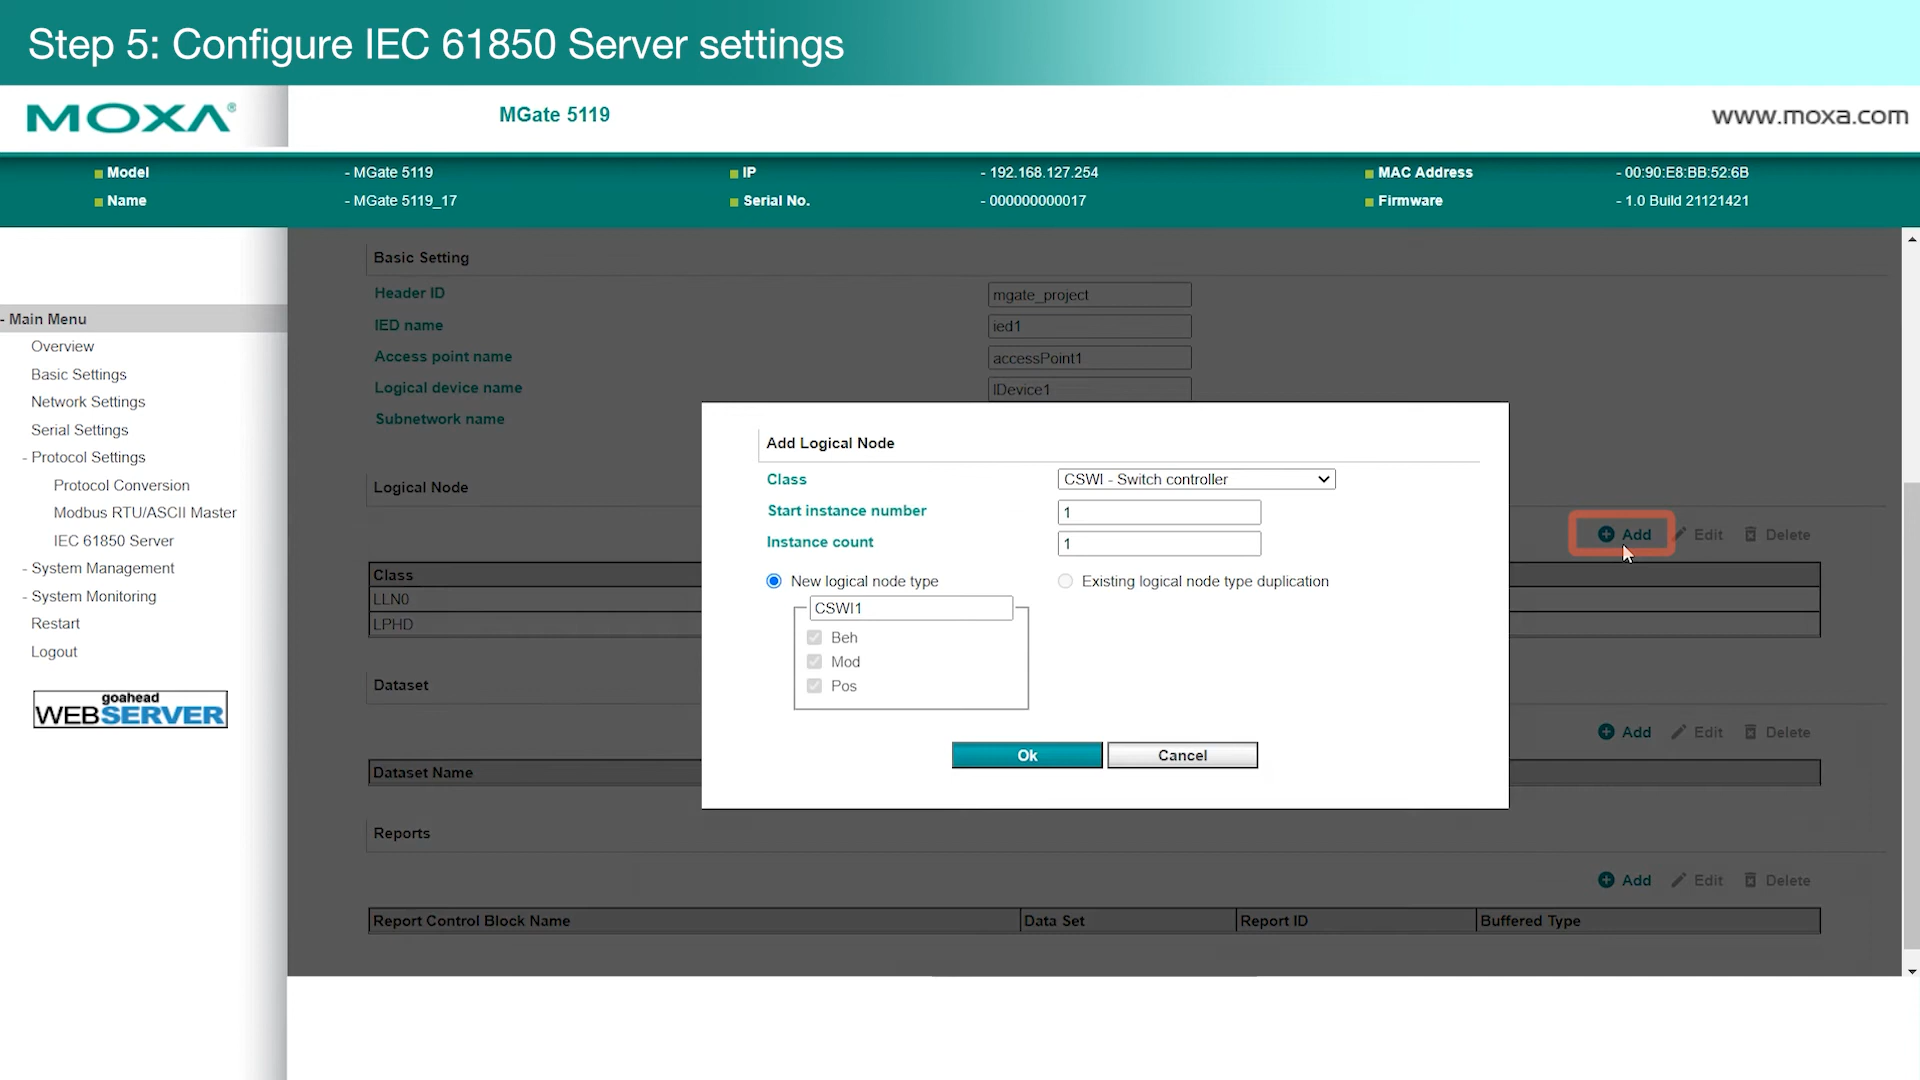 Step 5: Configure IEC 61850 Server settings
MOXA®
MGate 5119
www.moxa.com
Model - MGate 5119 IP - 192.168.127.254 MAC Address - 00:90:E8:BB:52:6B
Name - MGate 5119_17 Serial No. - 000000000017 Firmware - 1.0 Build 21121421
- Main Menu
Overview
Basic Settings
Network Settings
Serial Settings
- Protocol Settings
Protocol Conversion
Modbus RTU/ASCII Master
IEC 61850 Server
- System Management
- System Monitoring
Restart
Logout
goahead
WEBSERVER
Basic Setting
Header ID mgate_project
IED name ied1
Access point name accessPoint1
Logical device name lDevice1
Subnetwork name
Logical Node
Add Edit Delete
Class
LLN0
LPHD
Dataset
Add Edit Delete
Dataset Name
Reports
Add Edit Delete
Report Control Block Name Data Set Report ID Buffered Type
Add Logical Node
Class CSWI - Switch controller
Start instance number 1
Instance count 1
New logical node type Existing logical node type duplication
CSWI1
Beh
Mod
Pos
Ok Cancel